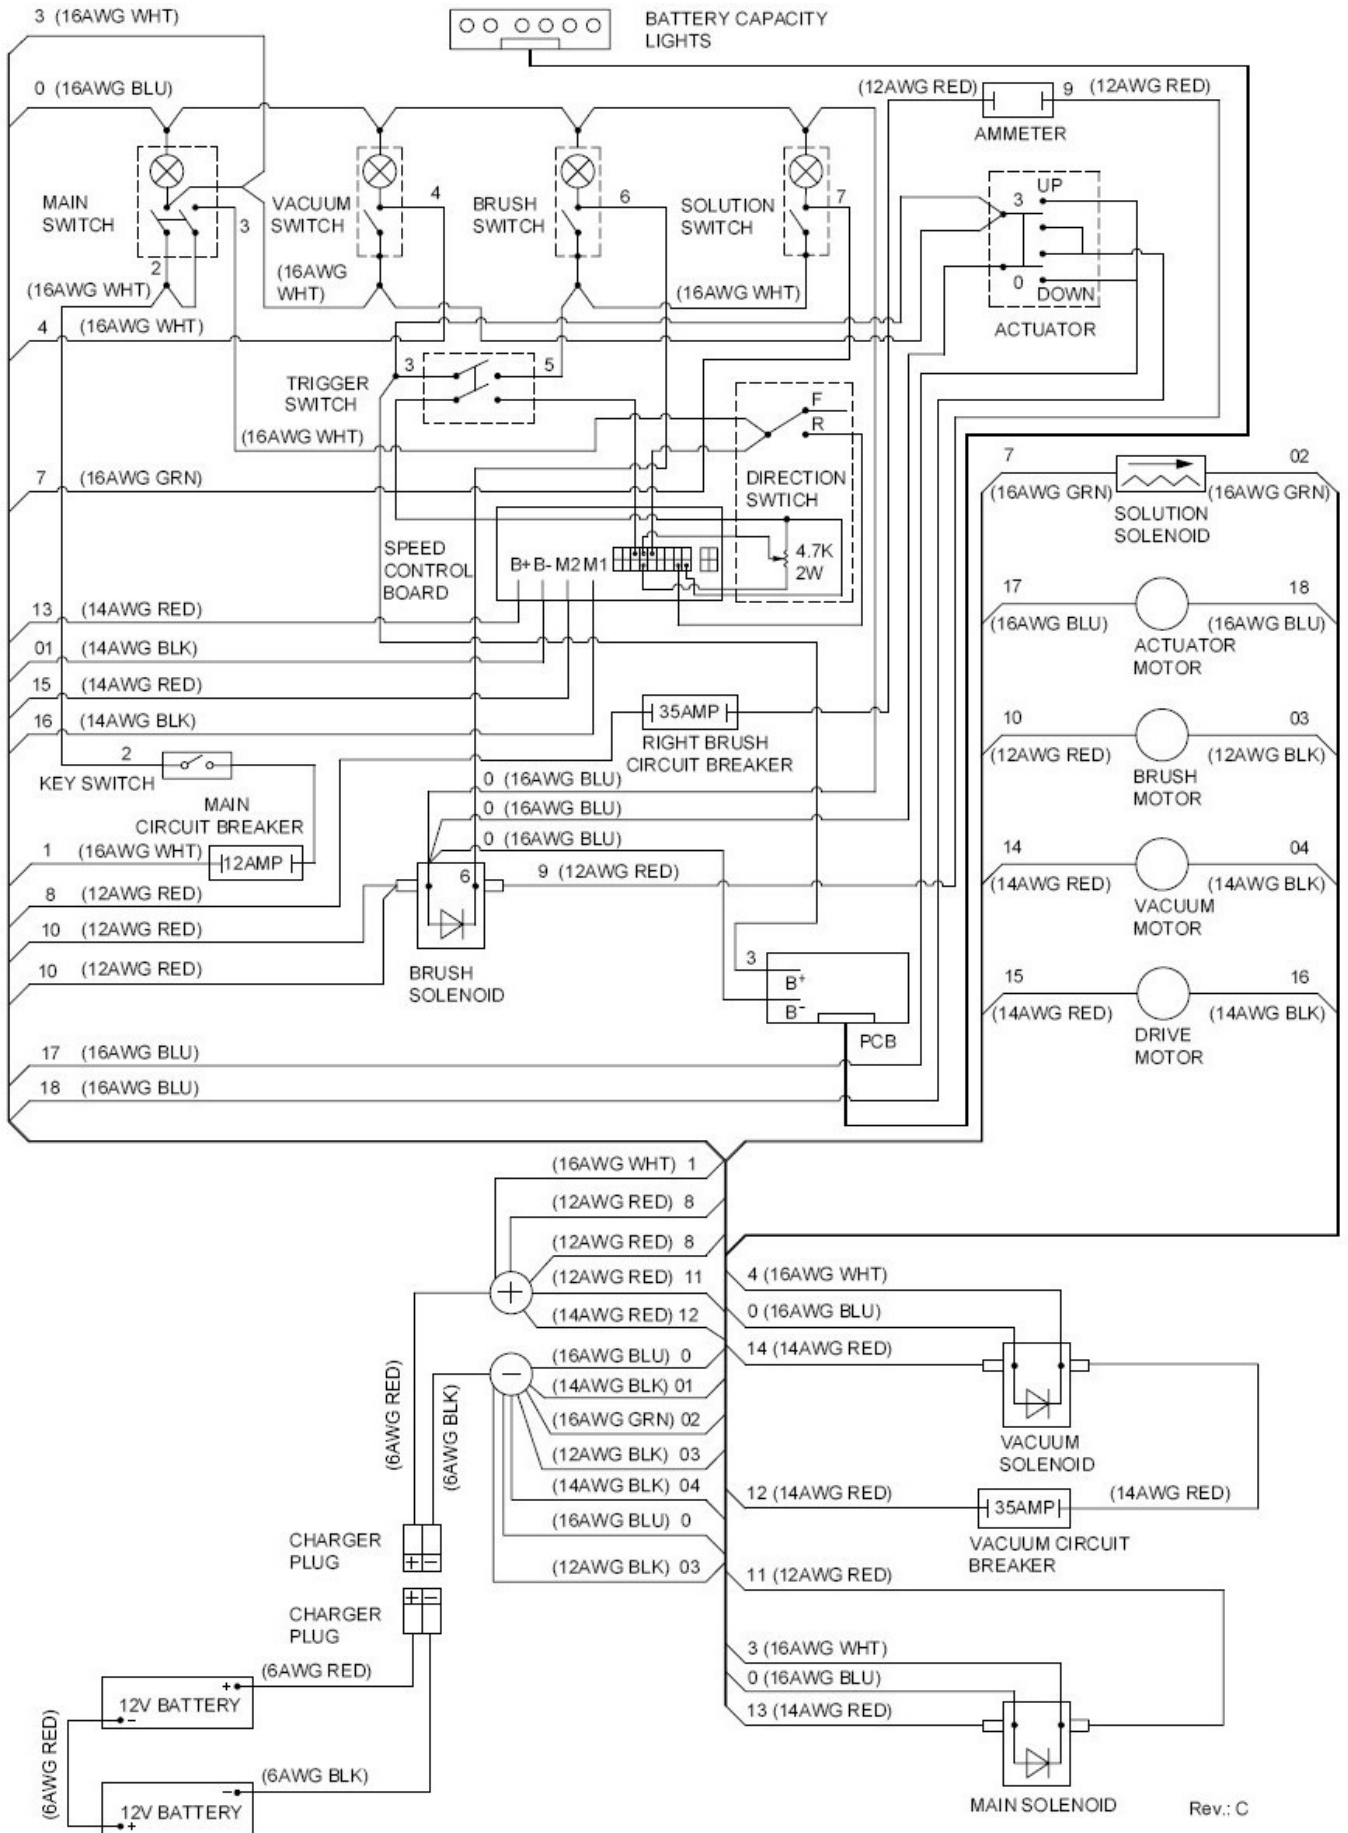 3 (16AWG WHT)
BATTERY CAPACITY
LIGHTS
0 (16AWG BLU)
(12AWG RED)
9 (12AWG RED)
AMMETER
MAIN
SWITCH
3
2
VACUUM
SWITCH
4
BRUSH
SWITCH
6
SOLUTION
SWITCH
7
UP
3
0
DOWN
ACTUATOR
(16AWG WHT)
(16AWG
WHT)
(16AWG WHT)
4 (16AWG WHT)
TRIGGER
SWITCH
3
5
(16AWG WHT)
F
R
DIRECTION
SWTICH
4.7K
2W
7 (16AWG GRN)
SPEED
CONTROL
BOARD
B+ B- M2 M1
7
(16AWG GRN)
02
(16AWG GRN)
SOLUTION
SOLENOID
17
(16AWG BLU)
18
(16AWG BLU)
ACTUATOR
MOTOR
10
(12AWG RED)
03
(12AWG BLK)
BRUSH
MOTOR
14
(14AWG RED)
04
(14AWG BLK)
VACUUM
MOTOR
15
(14AWG RED)
16
(14AWG BLK)
DRIVE
MOTOR
13 (14AWG RED)
01 (14AWG BLK)
15 (14AWG RED)
16 (14AWG BLK)
2
KEY SWITCH
35AMP
RIGHT BRUSH
CIRCUIT BREAKER
MAIN
CIRCUIT BREAKER
12AMP
0 (16AWG BLU)
0 (16AWG BLU)
0 (16AWG BLU)
1 (16AWG WHT)
8 (12AWG RED)
10 (12AWG RED)
10 (12AWG RED)
6
9 (12AWG RED)
BRUSH
SOLENOID
3
B+
B-
PCB
17 (16AWG BLU)
18 (16AWG BLU)
(16AWG WHT) 1
(12AWG RED) 8
(12AWG RED) 8
(12AWG RED) 11
(14AWG RED) 12
+
(16AWG BLU) 0
(14AWG BLK) 01
(16AWG GRN) 02
(12AWG BLK) 03
(14AWG BLK) 04
(16AWG BLU) 0
(12AWG BLK) 03
−
(6AWG RED)
(6AWG BLK)
4 (16AWG WHT)
0 (16AWG BLU)
14 (14AWG RED)
VACUUM
SOLENOID
12 (14AWG RED)
35AMP
(14AWG RED)
VACUUM CIRCUIT
BREAKER
11 (12AWG RED)
3 (16AWG WHT)
0 (16AWG BLU)
13 (14AWG RED)
MAIN SOLENOID
CHARGER
PLUG
+ −
+ −
CHARGER
PLUG
(6AWG RED)
+
12V BATTERY
-
(6AWG RED)
(6AWG BLK)
-
12V BATTERY
+
Rev.: C